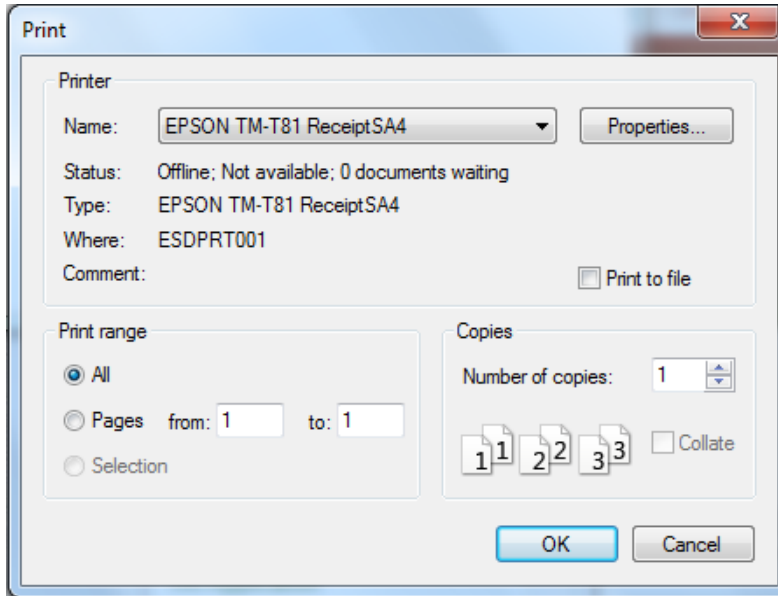 Print
Printer
Name: EPSON TM-T81 ReceiptSA4 Properties...
Status: Offline; Not available; 0 documents waiting
Type: EPSON TM-T81 ReceiptSA4
Where: ESDPRT001
Comment: Print to file
Print range
All
Pages from: 1 to: 1
Selection
Copies
Number of copies: 1
1 1 2 2 3 3 Collate
OK Cancel